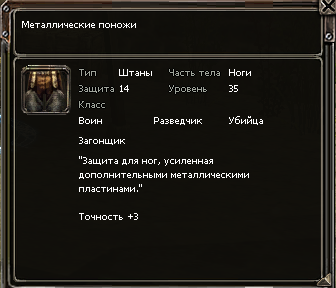 Металлические поножи
Тип Штаны Часть тела Ноги
Защита 14 Уровень 35
Класс
Воин Разведчик Убийца
Загонщик
"Защита для ног, усиленная
дополнительными металлическими
пластинами."
Точность +3